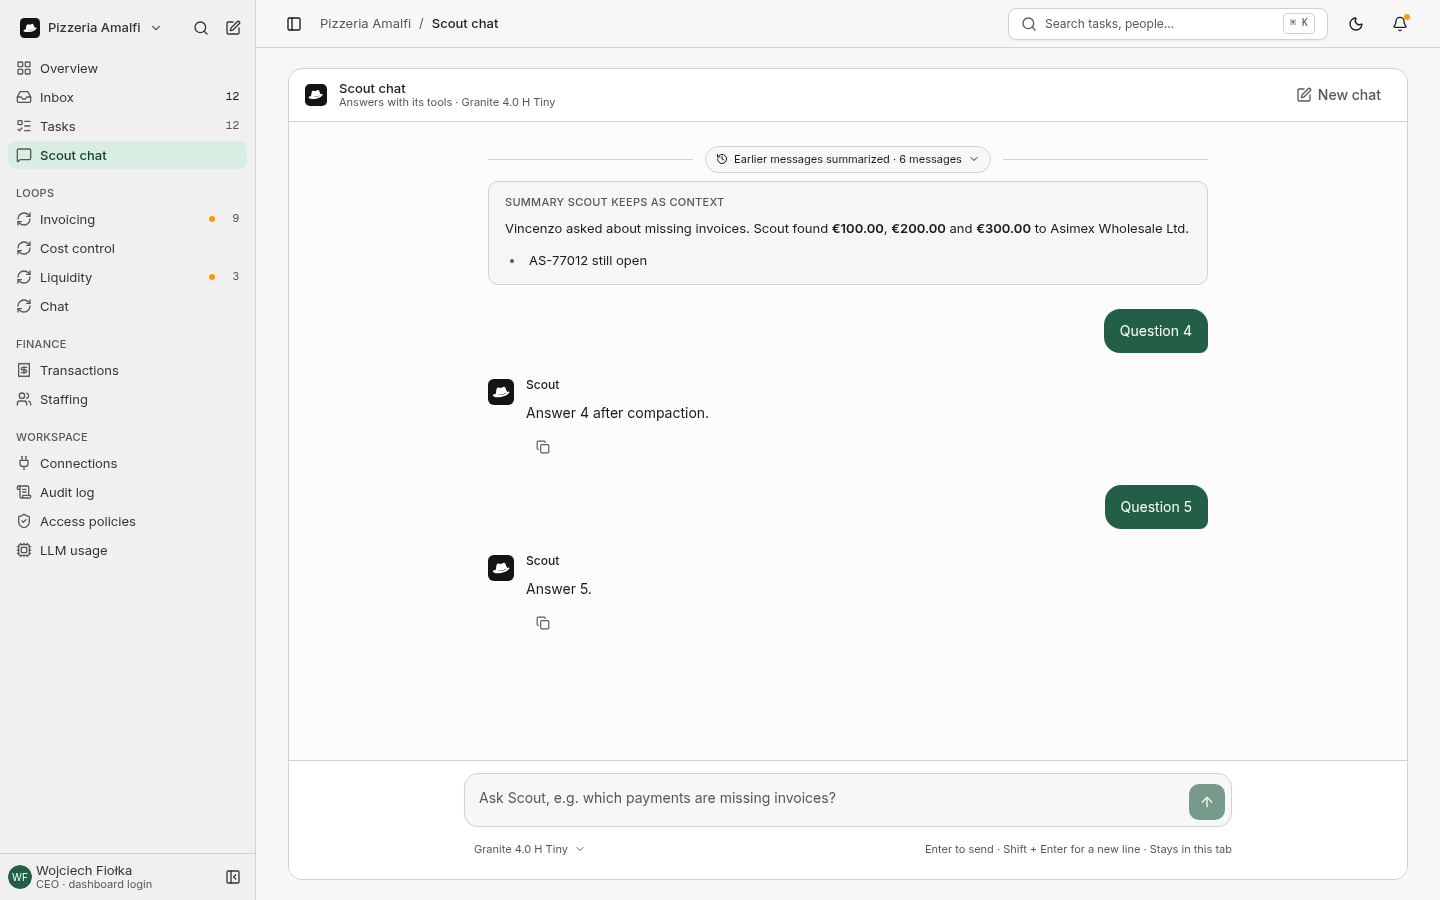 Pizzeria Amalfi
Overview
Inbox 12
Tasks 12
Scout chat
LOOPS
Invoicing 9
Cost control
Liquidity 3
Chat
FINANCE
Transactions
Staffing
WORKSPACE
Connections
Audit log
Access policies
LLM usage
WF
Wojciech Fiołka
CEO · dashboard login
Pizzeria Amalfi / Scout chat
Search tasks, people... ⌘ K
Scout chat
Answers with its tools · Granite 4.0 H Tiny
New chat
Earlier messages summarized · 6 messages
SUMMARY SCOUT KEEPS AS CONTEXT
Vincenzo asked about missing invoices. Scout found €100.00, €200.00 and €300.00 to Asimex Wholesale Ltd.
• AS-77012 still open
Question 4
Scout
Answer 4 after compaction.
Question 5
Scout
Answer 5.
Ask Scout, e.g. which payments are missing invoices?
Granite 4.0 H Tiny
Enter to send · Shift + Enter for a new line · Stays in this tab